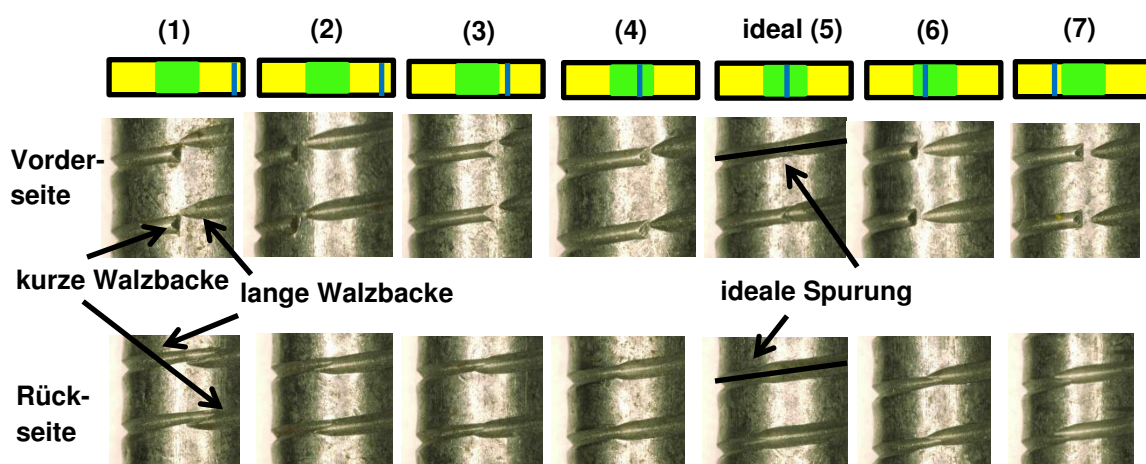 (1) (2) (3) (4) ideal (5) (6) (7)
Vorder-
seite
kurze Walzbacke
lange Walzbacke
ideale Spurung
Rück-
seite